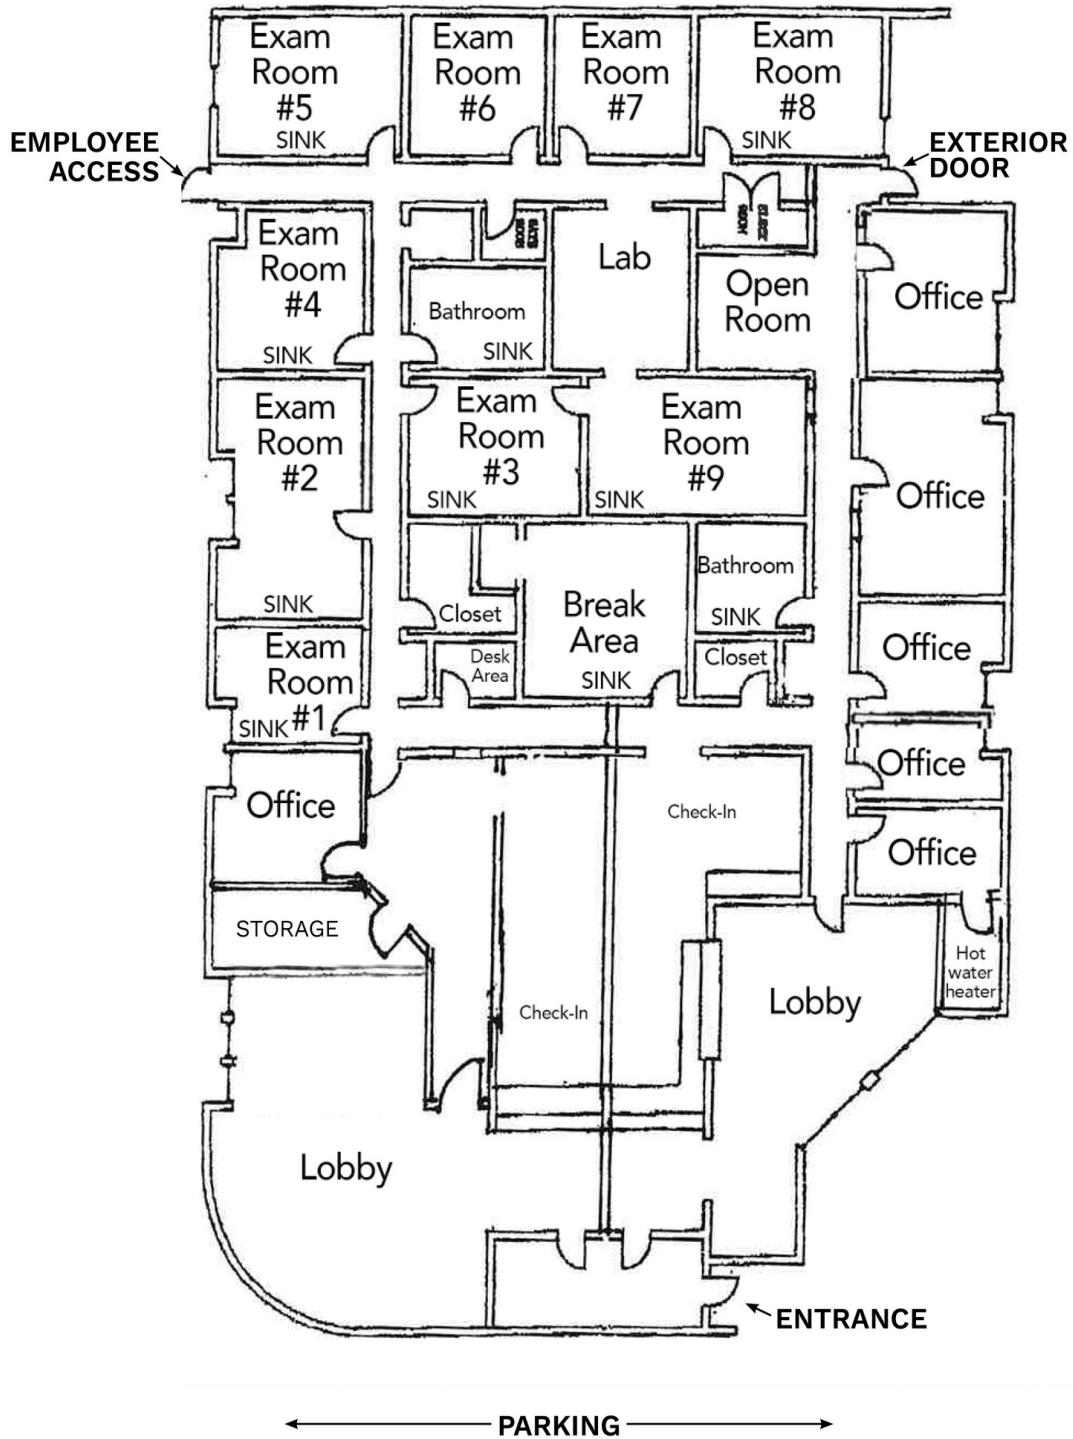 Exam
Room
#5
SINK
Exam
Room
#6
Exam
Room
#7
Exam
Room
#8
SINK
EMPLOYEE
ACCESS
EXTERIOR
DOOR
Exam
Room
#4
SINK
Bathroom
SINK
Lab
Open
Room
Office
Exam
Room
#2
SINK
Exam
Room
#3
SINK
Exam
Room
#9
SINK
Office
Closet
Break
Area
SINK
Bathroom
SINK
Desk
Area
Closet
Office
Exam
Room
#1
SINK
Office
Office
Check-In
Office
STORAGE
Check-In
Lobby
Hot
water
heater
Lobby
ENTRANCE
PARKING